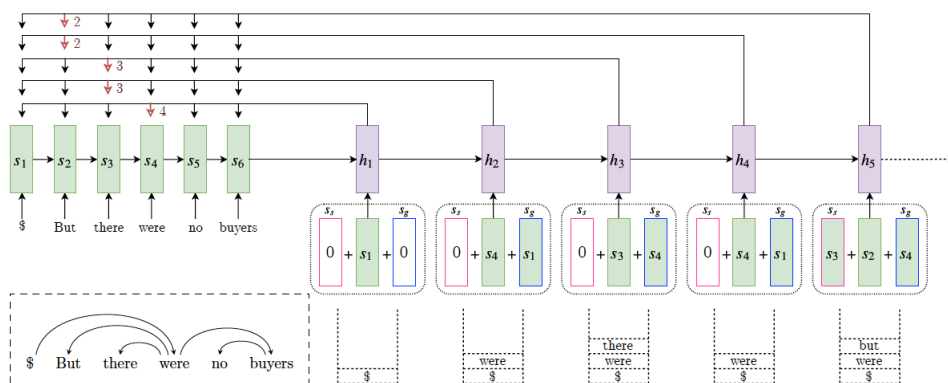 2
2
3
3
4
s1 s2 s3 s4 s5 s6 h1 h2 h3 h4 h5
$ But there were no buyers
ss sg ss sg ss sg ss sg ss sg
0 + s1 + 0 0 + s4 + s1 0 + s3 + s4 0 + s4 + s1 s3 + s2 + s4
there but
$ But there were no buyers were were were were
$ $ $ $ $